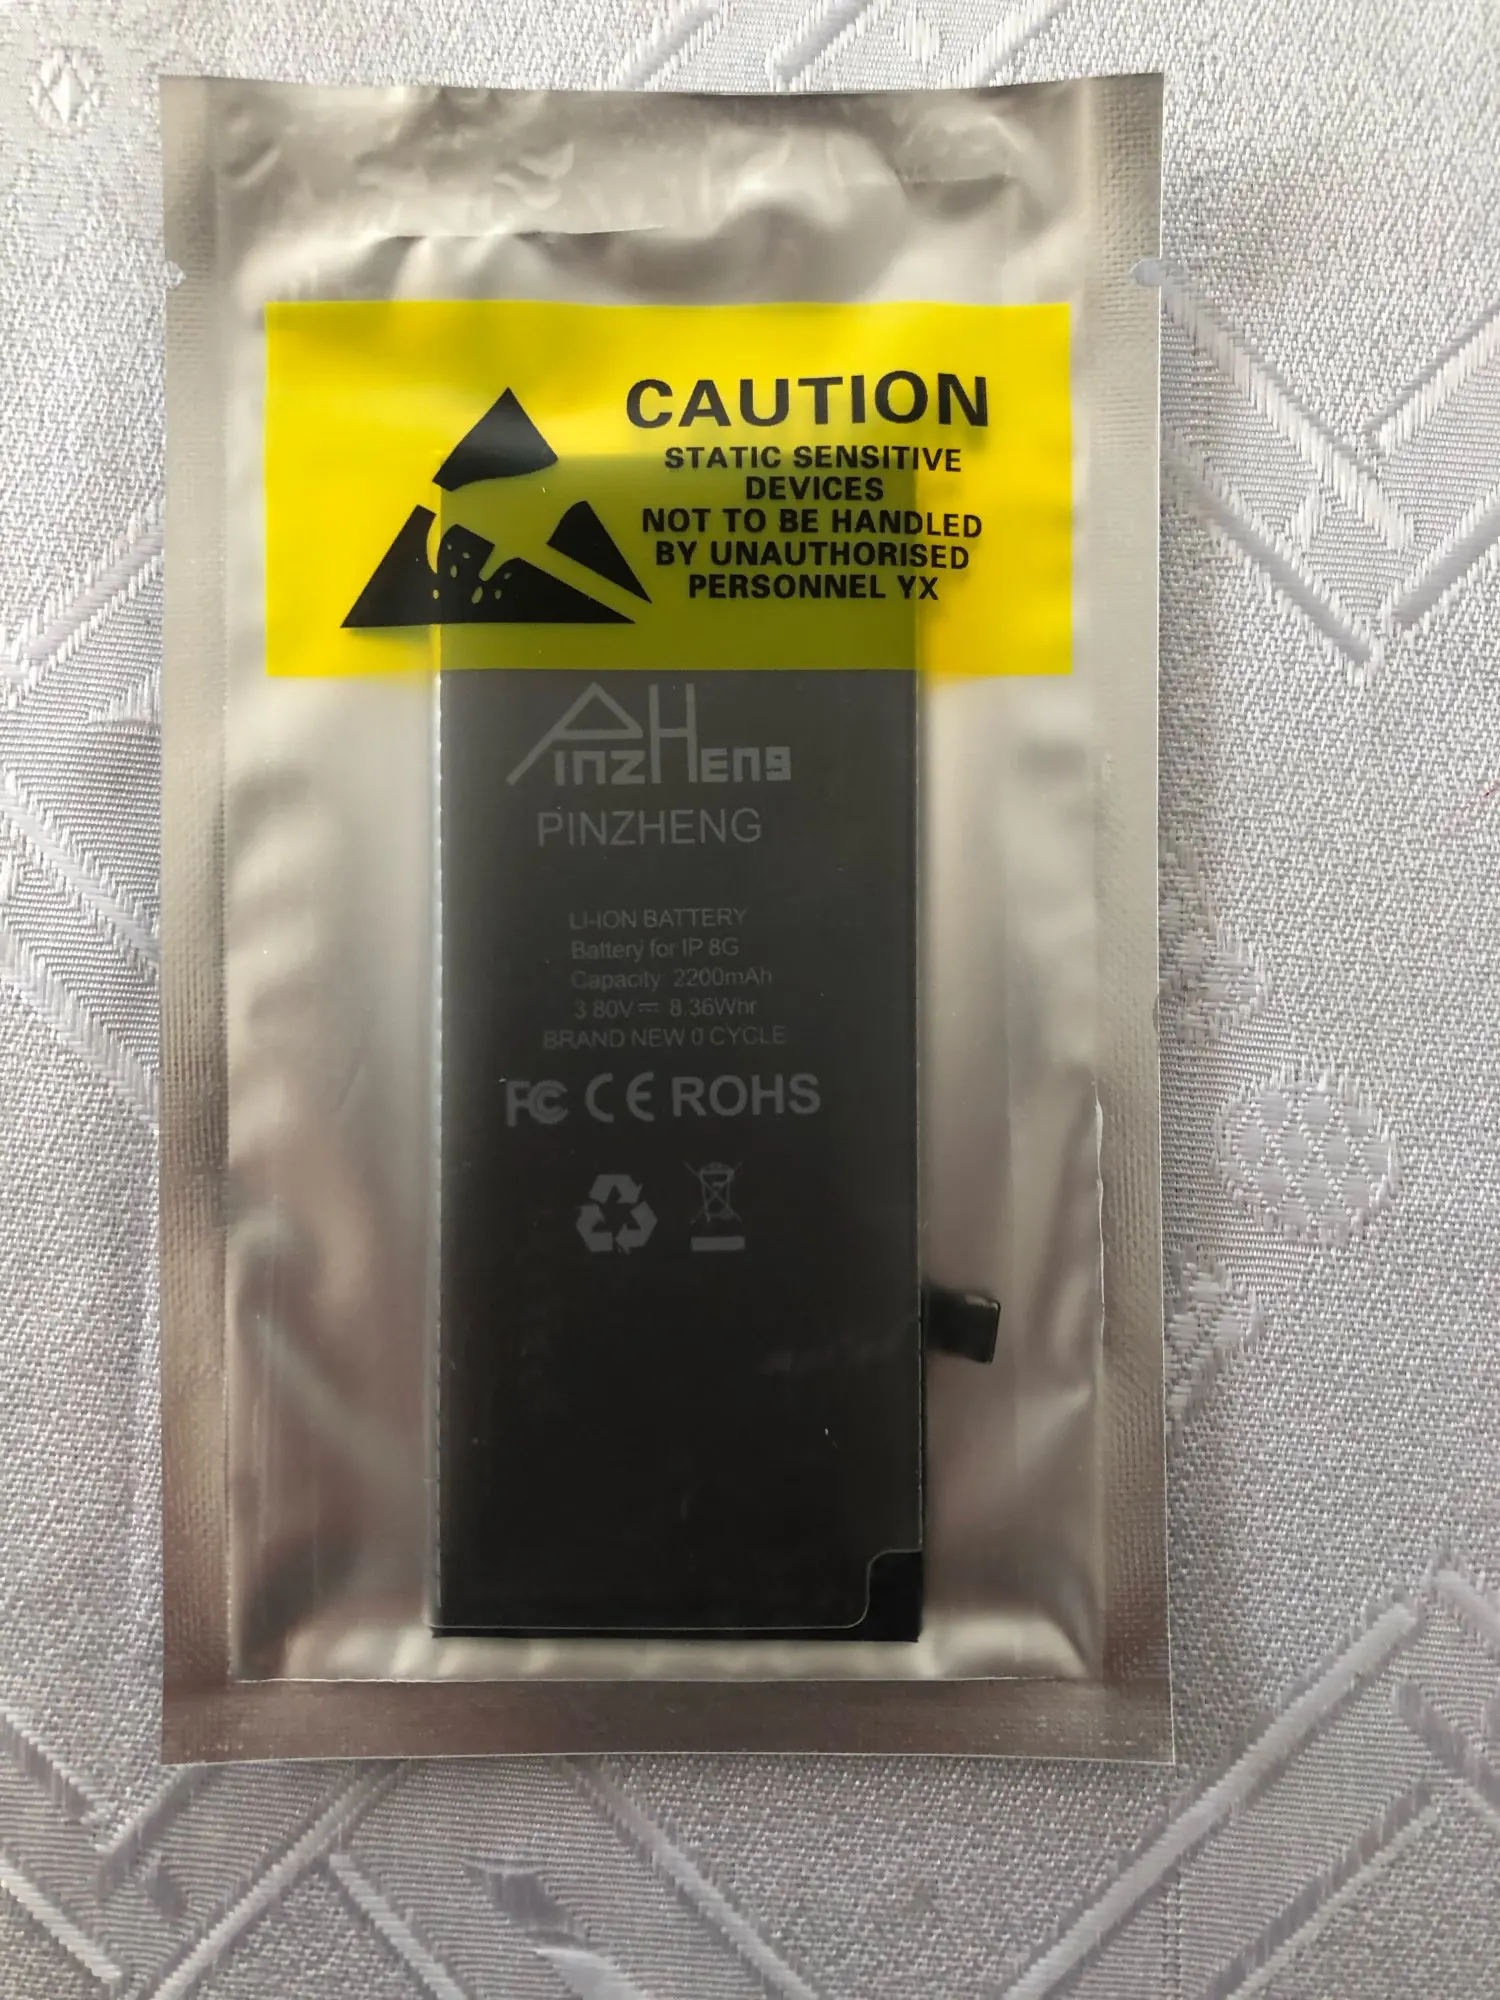 CAUTION
STATIC SENSITIVE
DEVICES
NOT TO BE HANDLED
BY UNAUTHORISED
PERSONNEL YX
PINZHENG
PINZHENG
LI-ION BATTERY
Battery for IP 8G
Capacity: 2200mAh
3.80V⎓ 8.36Whr
BRAND NEW 0 CYCLE
FC CE ROHS